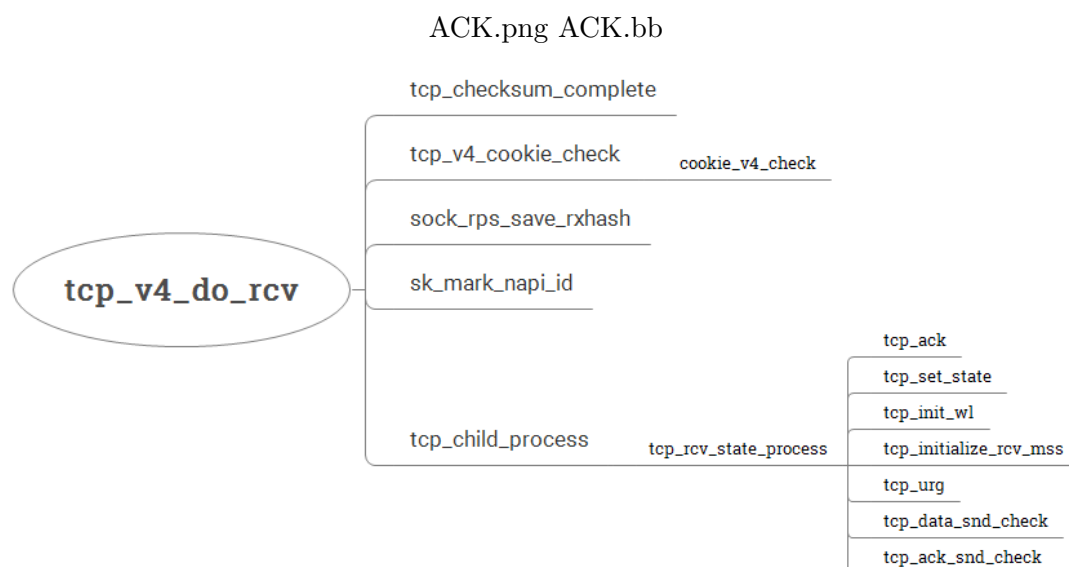 ACK.png ACK.bb
tcp_checksum_complete
tcp_v4_cookie_check
cookie_v4_check
sock_rps_save_rxhash
tcp_v4_do_rcv
sk_mark_napi_id
tcp_ack
tcp_set_state
tcp_init_wl
tcp_child_process
tcp_rcv_state_process
tcp_initialize_rcv_mss
tcp_urg
tcp_data_snd_check
tcp_ack_snd_check